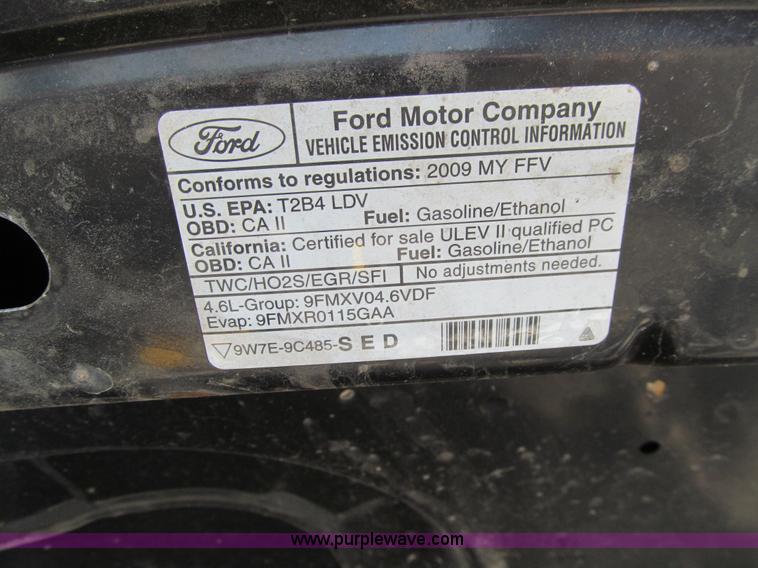 Ford
Ford Motor Company
VEHICLE EMISSION CONTROL INFORMATION
Conforms to regulations: 2009 MY FFV
U.S. EPA: T2B4 LDV
OBD: CA II Fuel: Gasoline/Ethanol
California: Certified for sale ULEV II qualified PC
OBD: CA II Fuel: Gasoline/Ethanol
TWC/HO2S/EGR/SFI No adjustments needed.
4.6L-Group: 9FMXV04.6VDF
Evap: 9FMXR0115GAA
9W7E-9C485-SED
www.purplewave.com